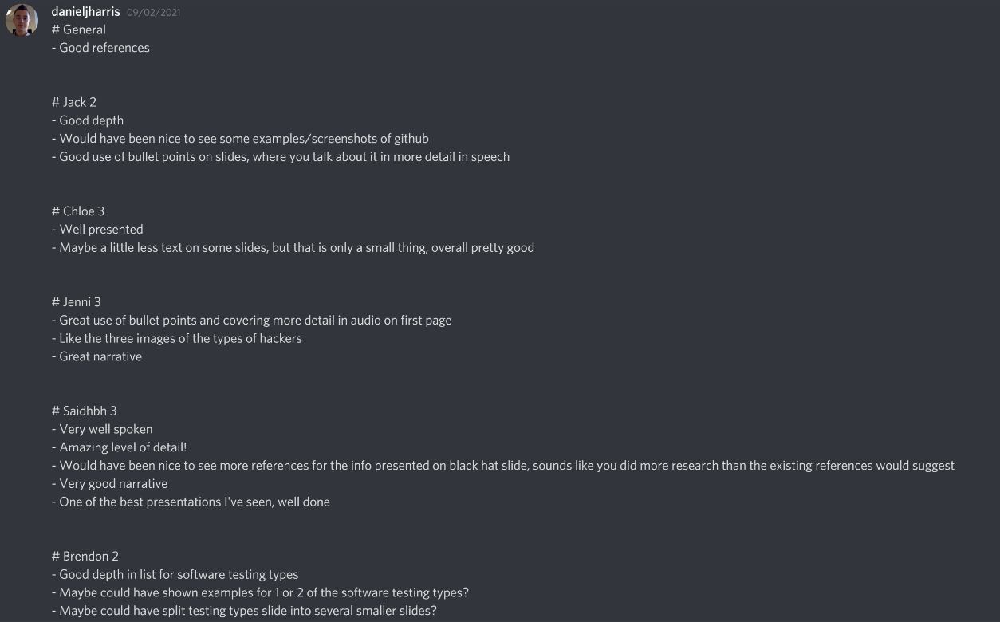 danieljharris 09/02/2021
# General
- Good references
# Jack 2
- Good depth
- Would have been nice to see some examples/screenshots of github
- Good use of bullet points on slides, where you talk about it in more detail in speech
# Chloe 3
- Well presented
- Maybe a little less text on some slides, but that is only a small thing, overall pretty good
# Jenni 3
- Great use of bullet points and covering more detail in audio on first page
- Like the three images of the types of hackers
- Great narrative
# Saidhbh 3
- Very well spoken
- Amazing level of detail!
- Would have been nice to see more references for the info presented on black hat slide, sounds like you did more research than the existing references would suggest
- Very good narrative
- One of the best presentations I've seen, well done
# Brendon 2
- Good depth in list for software testing types
- Maybe could have shown examples for 1 or 2 of the software testing types?
- Maybe could have split testing types slide into several smaller slides?